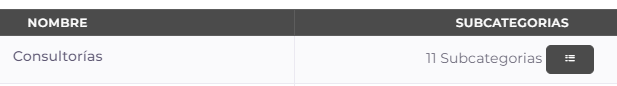 NOMBRE SUBCATEGORIAS
Consultorías 11 Subcategorias